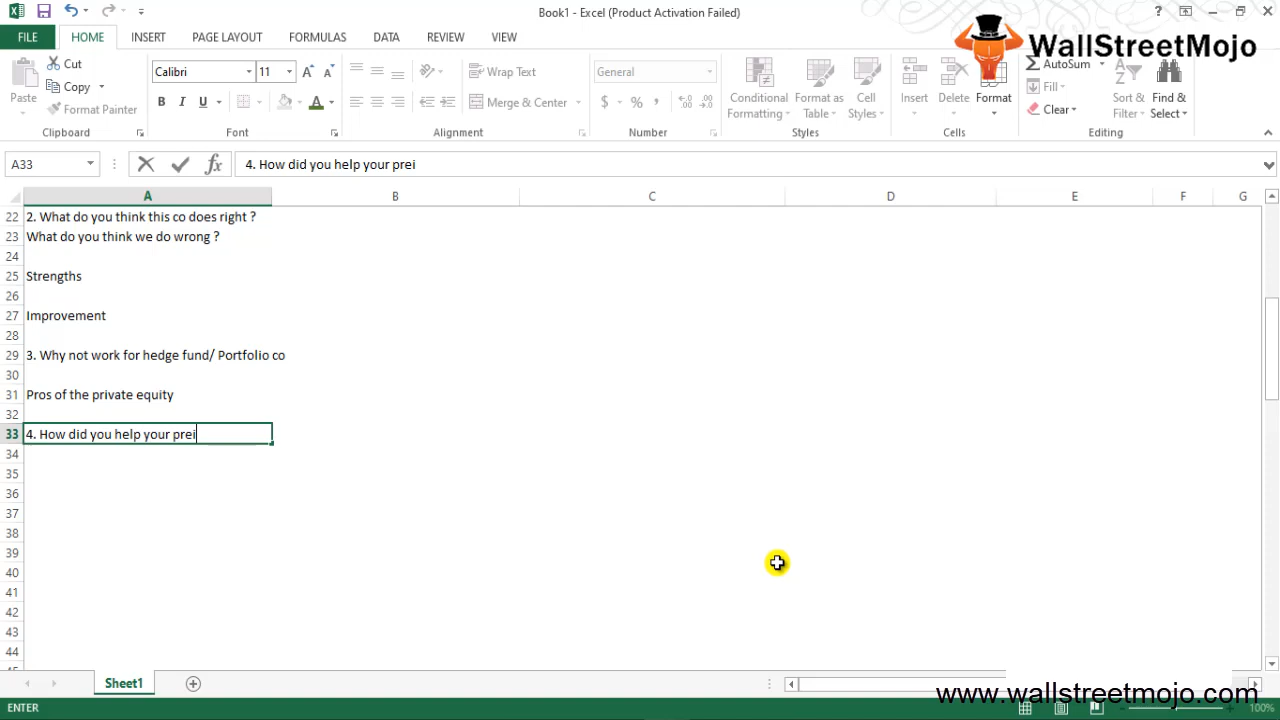 Book1 - Excel (Product Activation Failed)
?
FILE HOME INSERT PAGE LAYOUT FORMULAS DATA REVIEW VIEW
WallStreetMojo
Paste
Cut
Copy
Format Painter
Clipboard
Calibri 11
B I U A
Font
Wrap Text
Merge & Center
Alignment
General
$ % ,
Number
Conditional Formatting
Format as Table
Cell Styles
Styles
Insert Delete Format
Cells
AutoSum
Fill
Clear
Sort & Filter
Find & Select
Editing
A33 fx 4. How did you help your prei
A B C D E F G
22 2. What do you think this co does right ?
23 What do you think we do wrong ?
24
25 Strengths
26
27 Improvement
28
29 3. Why not work for hedge fund/ Portfolio co
30
31 Pros of the private equity
32
33 4. How did you help your prei
34
35
36
37
38
39
40
41
42
43
44
Sheet1
www.wallstreetmojo.com
ENTER 100%